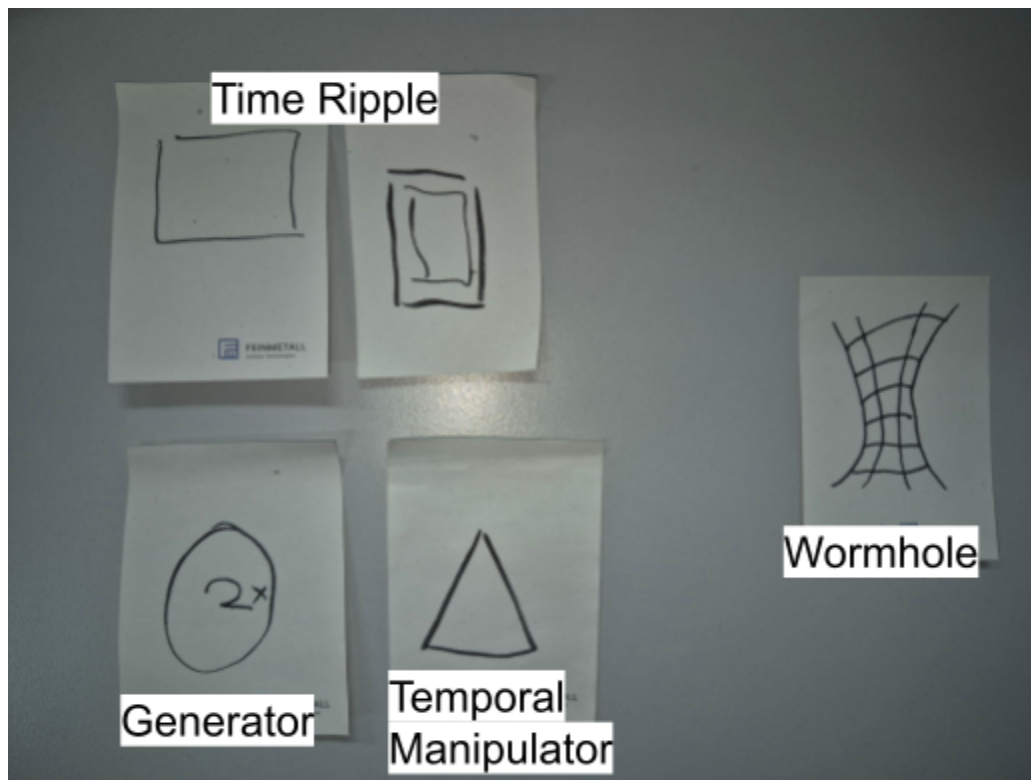 Time Ripple
FEINMETALL
2x
Generator
Temporal
Manipulator
Wormhole